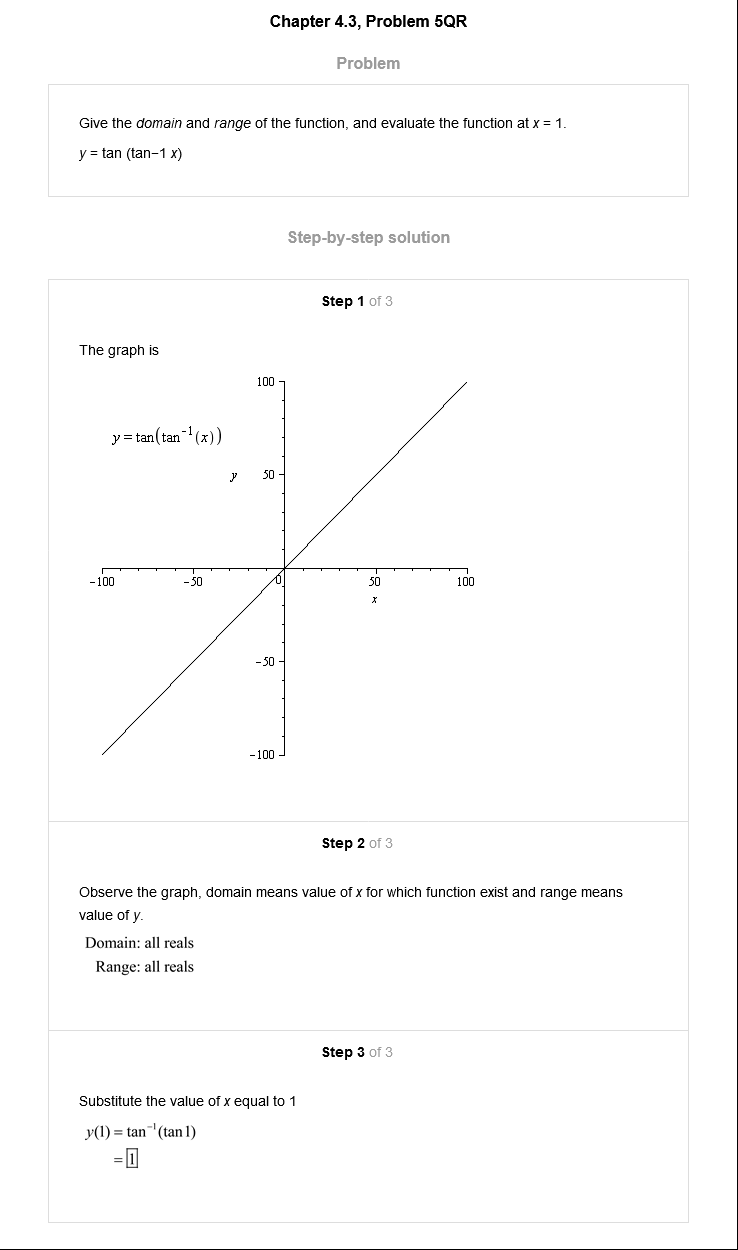 Chapter 4.3, Problem 5QR
Problem
Give the domain and range of the function, and evaluate the function at x = 1.
y = tan (tan−1 x)
Step-by-step solution
Step 1 of 3
The graph is
100
y = tan(tan⁻¹(x))
y 50
−100 −50 0 50 100
x
−50
−100
Step 2 of 3
Observe the graph, domain means value of x for which function exist and range means
value of y.
Domain: all reals
Range: all reals
Step 3 of 3
Substitute the value of x equal to 1
y(1) = tan⁻¹(tan 1)
= 1